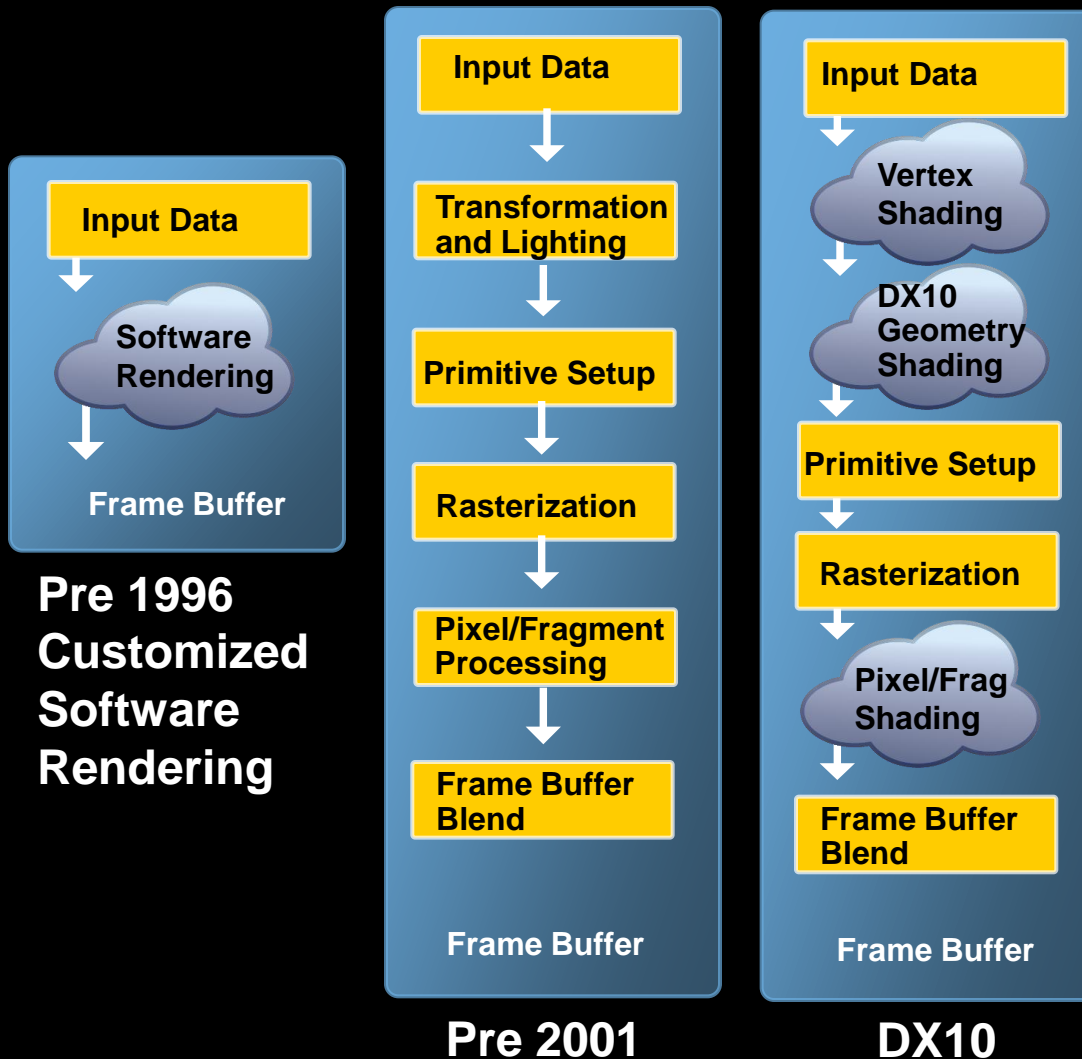 Input Data
Software
Rendering
Frame Buffer
Pre 1996
Customized
Software
Rendering
Input Data
Transformation
and Lighting
Primitive Setup
Rasterization
Pixel/Fragment
Processing
Frame Buffer
Blend
Frame Buffer
Pre 2001
Input Data
Vertex
Shading
DX10
Geometry
Shading
Primitive Setup
Rasterization
Pixel/Frag
Shading
Frame Buffer
Blend
Frame Buffer
DX10